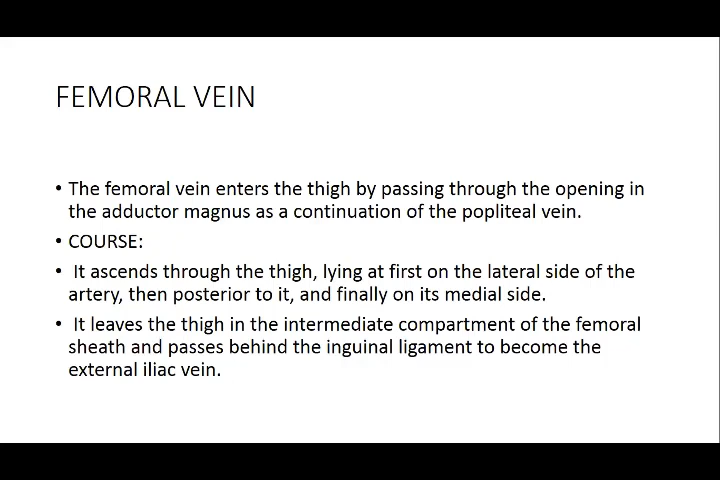 FEMORAL VEIN
• The femoral vein enters the thigh by passing through the opening in
the adductor magnus as a continuation of the popliteal vein.
• COURSE:
• It ascends through the thigh, lying at first on the lateral side of the
artery, then posterior to it, and finally on its medial side.
• It leaves the thigh in the intermediate compartment of the femoral
sheath and passes behind the inguinal ligament to become the
external iliac vein.